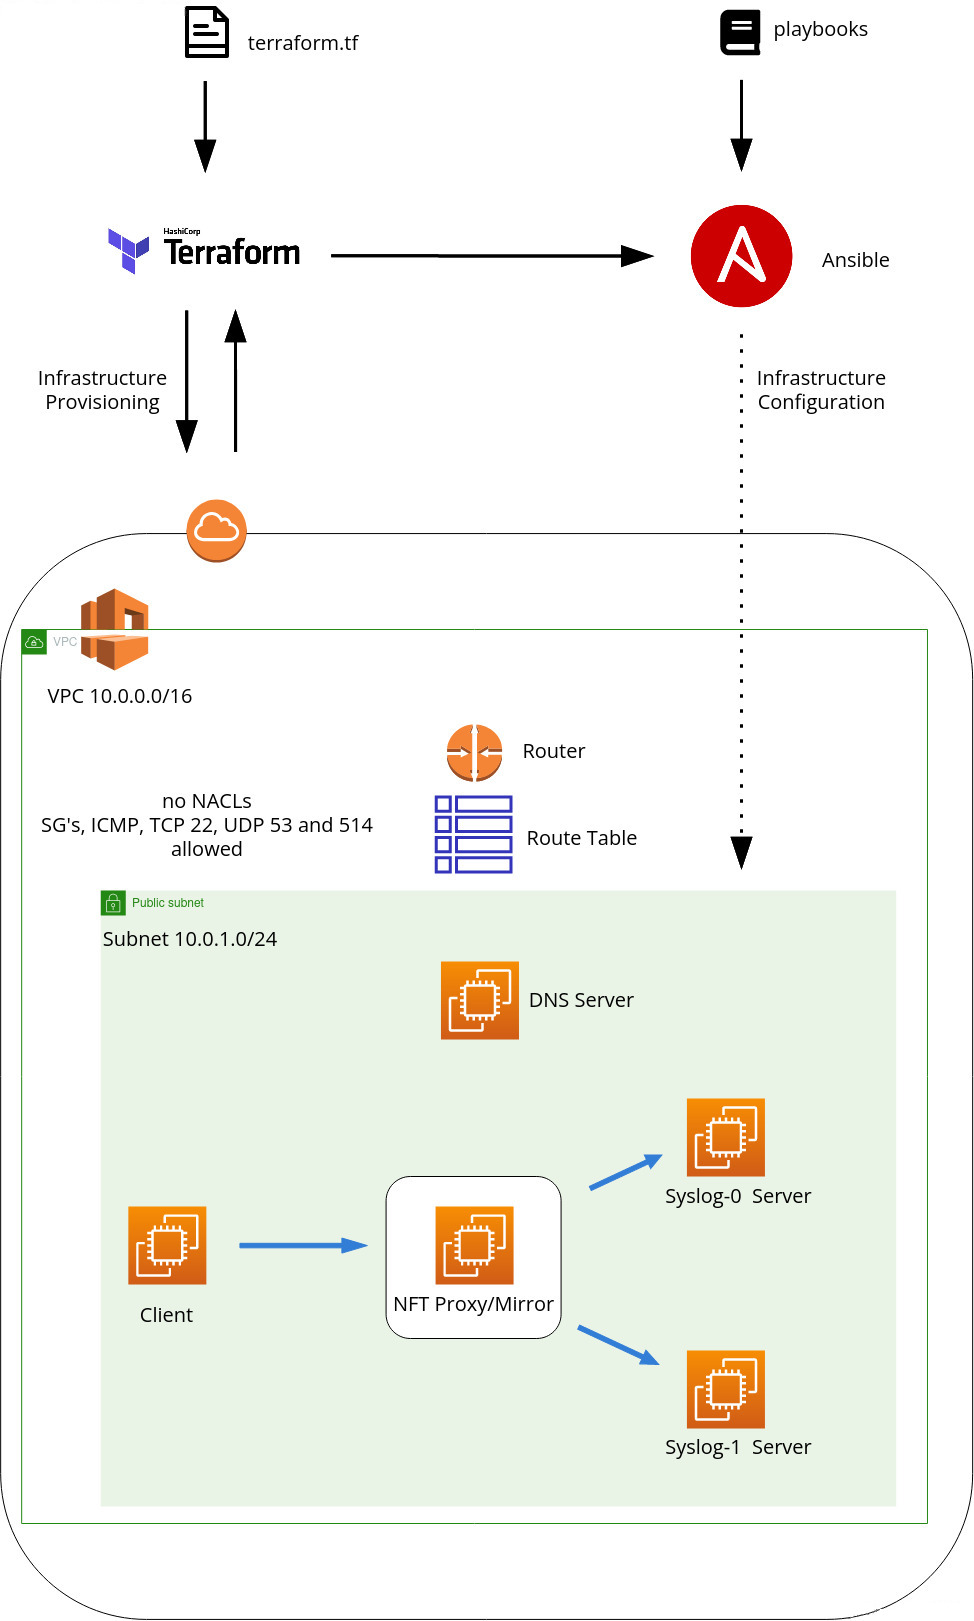 terraform.tf
playbooks
HashiCorp
Terraform
Ansible
Infrastructure
Provisioning
Infrastructure
Configuration
VPC
VPC 10.0.0.0/16
Router
no NACLs
SG's, ICMP, TCP 22, UDP 53 and 514
allowed
Route Table
Public subnet
Subnet 10.0.1.0/24
DNS Server
Syslog-0  Server
NFT Proxy/Mirror
Client
Syslog-1  Server